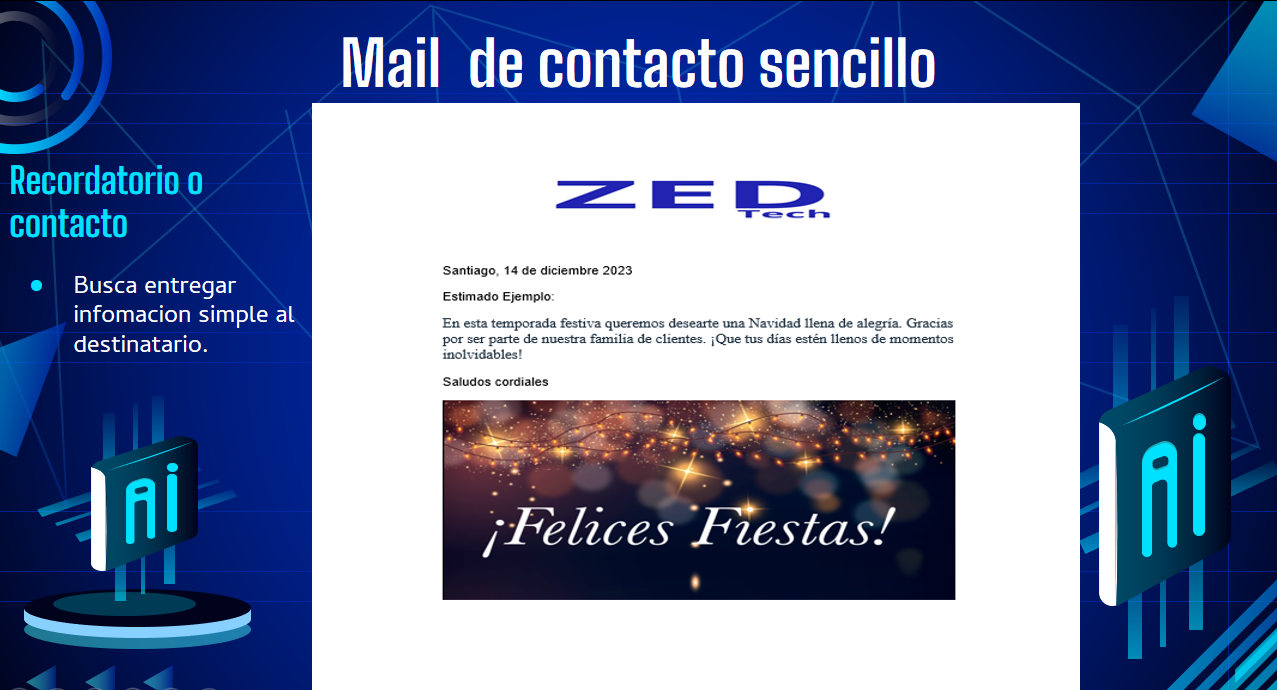 Mail de contacto sencillo
Recordatorio o
contacto
Busca entregar
infomacion simple al
destinatario.
ZED
Tech
Santiago, 14 de diciembre 2023
Estimado Ejemplo:
En esta temporada festiva queremos desearte una Navidad llena de alegría. Gracias
por ser parte de nuestra familia de clientes. ¡Que tus días estén llenos de momentos
inolvidables!
Saludos cordiales
¡Felices Fiestas!
Ai
Ai